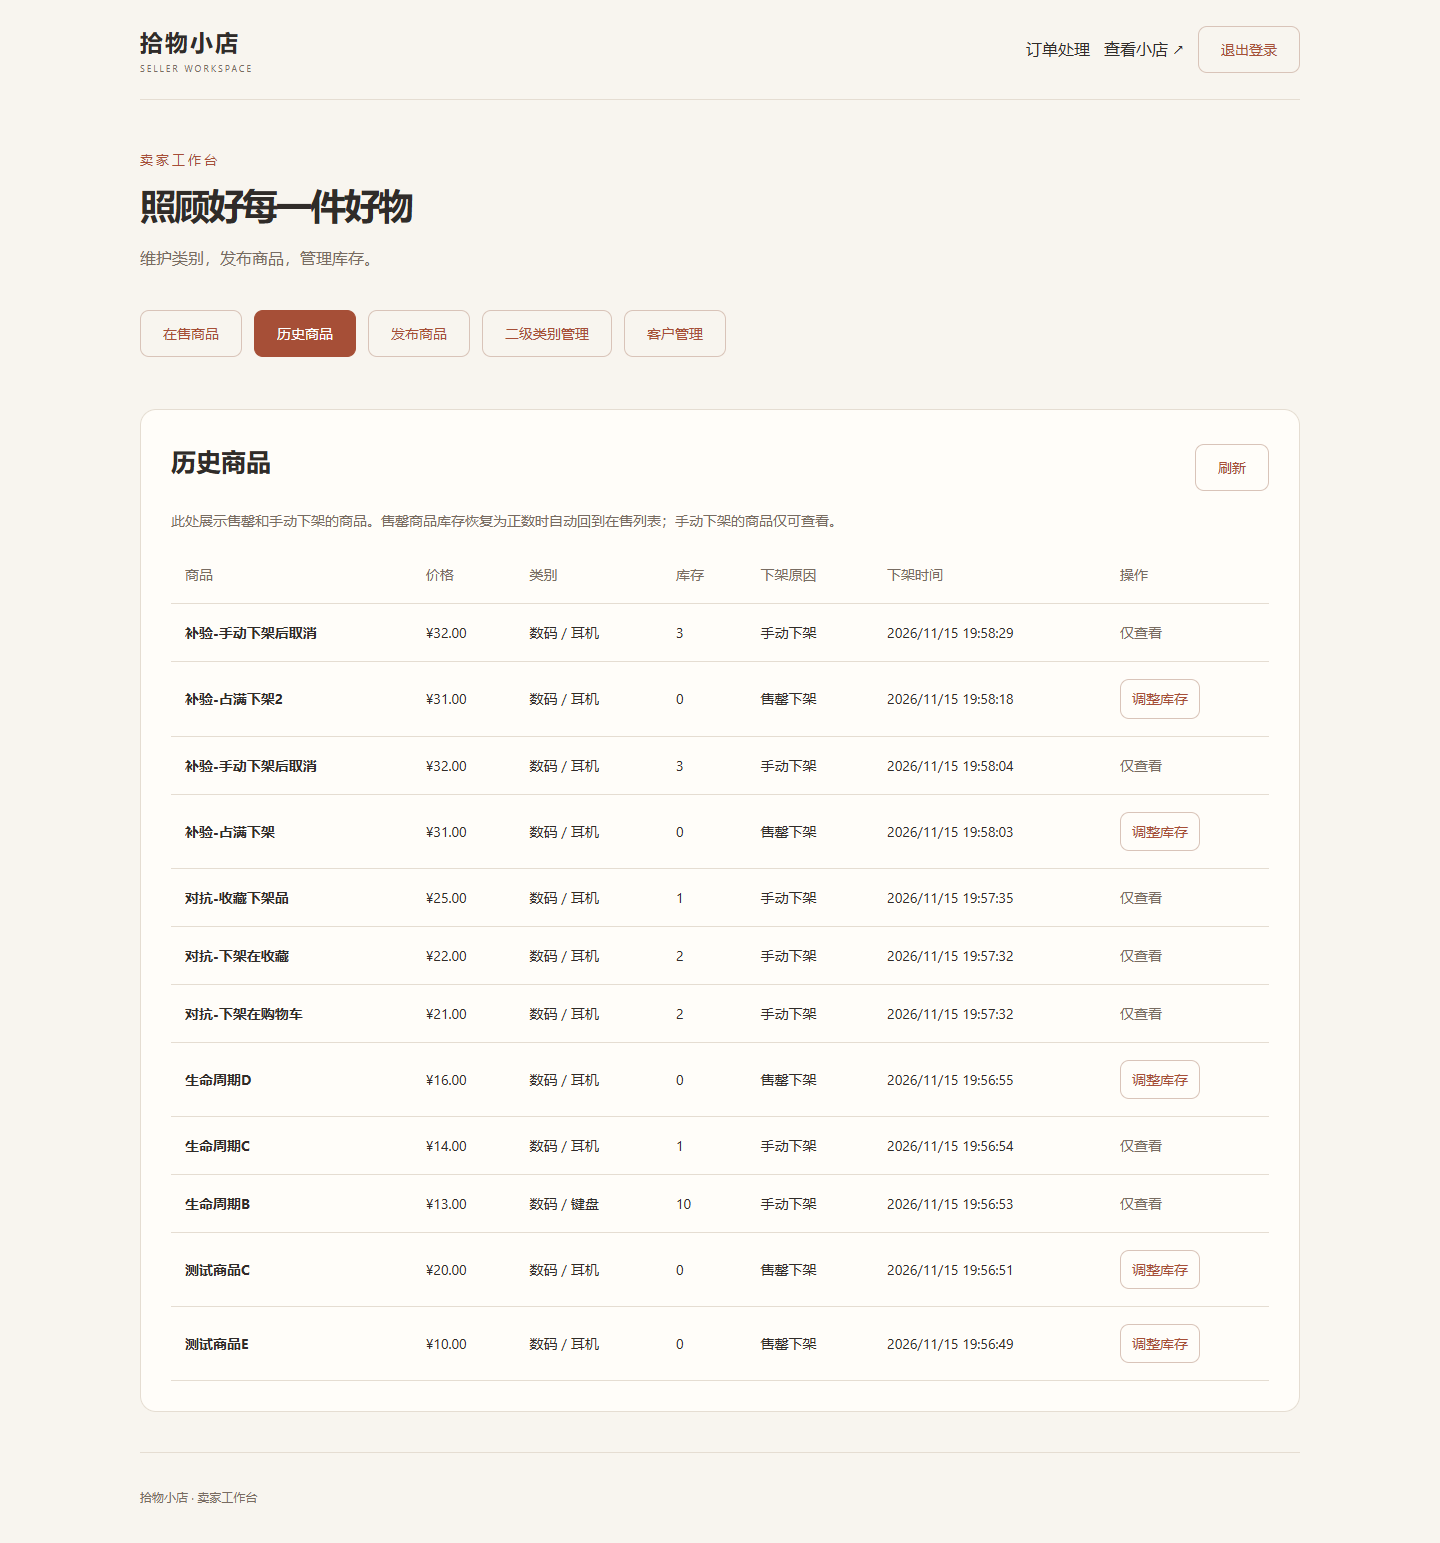 拾物小店
SELLER WORKSPACE
订单处理 查看小店 ↗ 退出登录
卖家工作台
照顾好每一件好物
维护类别，发布商品，管理库存。
在售商品 历史商品 发布商品 二级类别管理 客户管理
历史商品 刷新
此处展示售罄和手动下架的商品。售罄商品库存恢复为正数时自动回到在售列表；手动下架的商品仅可查看。
商品 价格 类别 库存 下架原因 下架时间 操作
补验-手动下架后取消 ¥32.00 数码 / 耳机 3 手动下架 2026/11/15 19:58:29 仅查看
补验-占满下架2 ¥31.00 数码 / 耳机 0 售罄下架 2026/11/15 19:58:18 调整库存
补验-手动下架后取消 ¥32.00 数码 / 耳机 3 手动下架 2026/11/15 19:58:04 仅查看
补验-占满下架 ¥31.00 数码 / 耳机 0 售罄下架 2026/11/15 19:58:03 调整库存
对抗-收藏下架品 ¥25.00 数码 / 耳机 1 手动下架 2026/11/15 19:57:35 仅查看
对抗-下架在收藏 ¥22.00 数码 / 耳机 2 手动下架 2026/11/15 19:57:32 仅查看
对抗-下架在购物车 ¥21.00 数码 / 耳机 2 手动下架 2026/11/15 19:57:32 仅查看
生命周期D ¥16.00 数码 / 耳机 0 售罄下架 2026/11/15 19:56:55 调整库存
生命周期C ¥14.00 数码 / 耳机 1 手动下架 2026/11/15 19:56:54 仅查看
生命周期B ¥13.00 数码 / 键盘 10 手动下架 2026/11/15 19:56:53 仅查看
测试商品C ¥20.00 数码 / 耳机 0 售罄下架 2026/11/15 19:56:51 调整库存
测试商品E ¥10.00 数码 / 耳机 0 售罄下架 2026/11/15 19:56:49 调整库存
拾物小店 · 卖家工作台